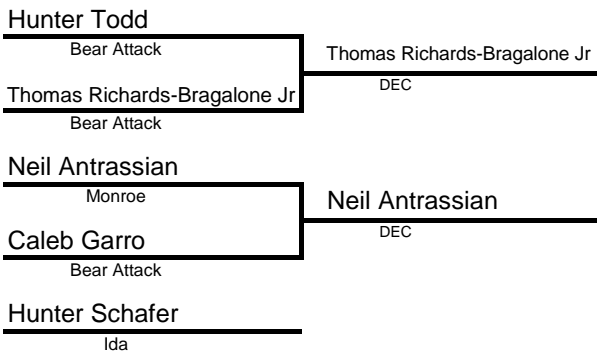 Hunter Todd
Bear Attack
Thomas Richards-Bragalone Jr
DEC
Thomas Richards-Bragalone Jr
Bear Attack
Neil Antrassian
Monroe
Neil Antrassian
DEC
Caleb Garro
Bear Attack
Hunter Schafer
Ida